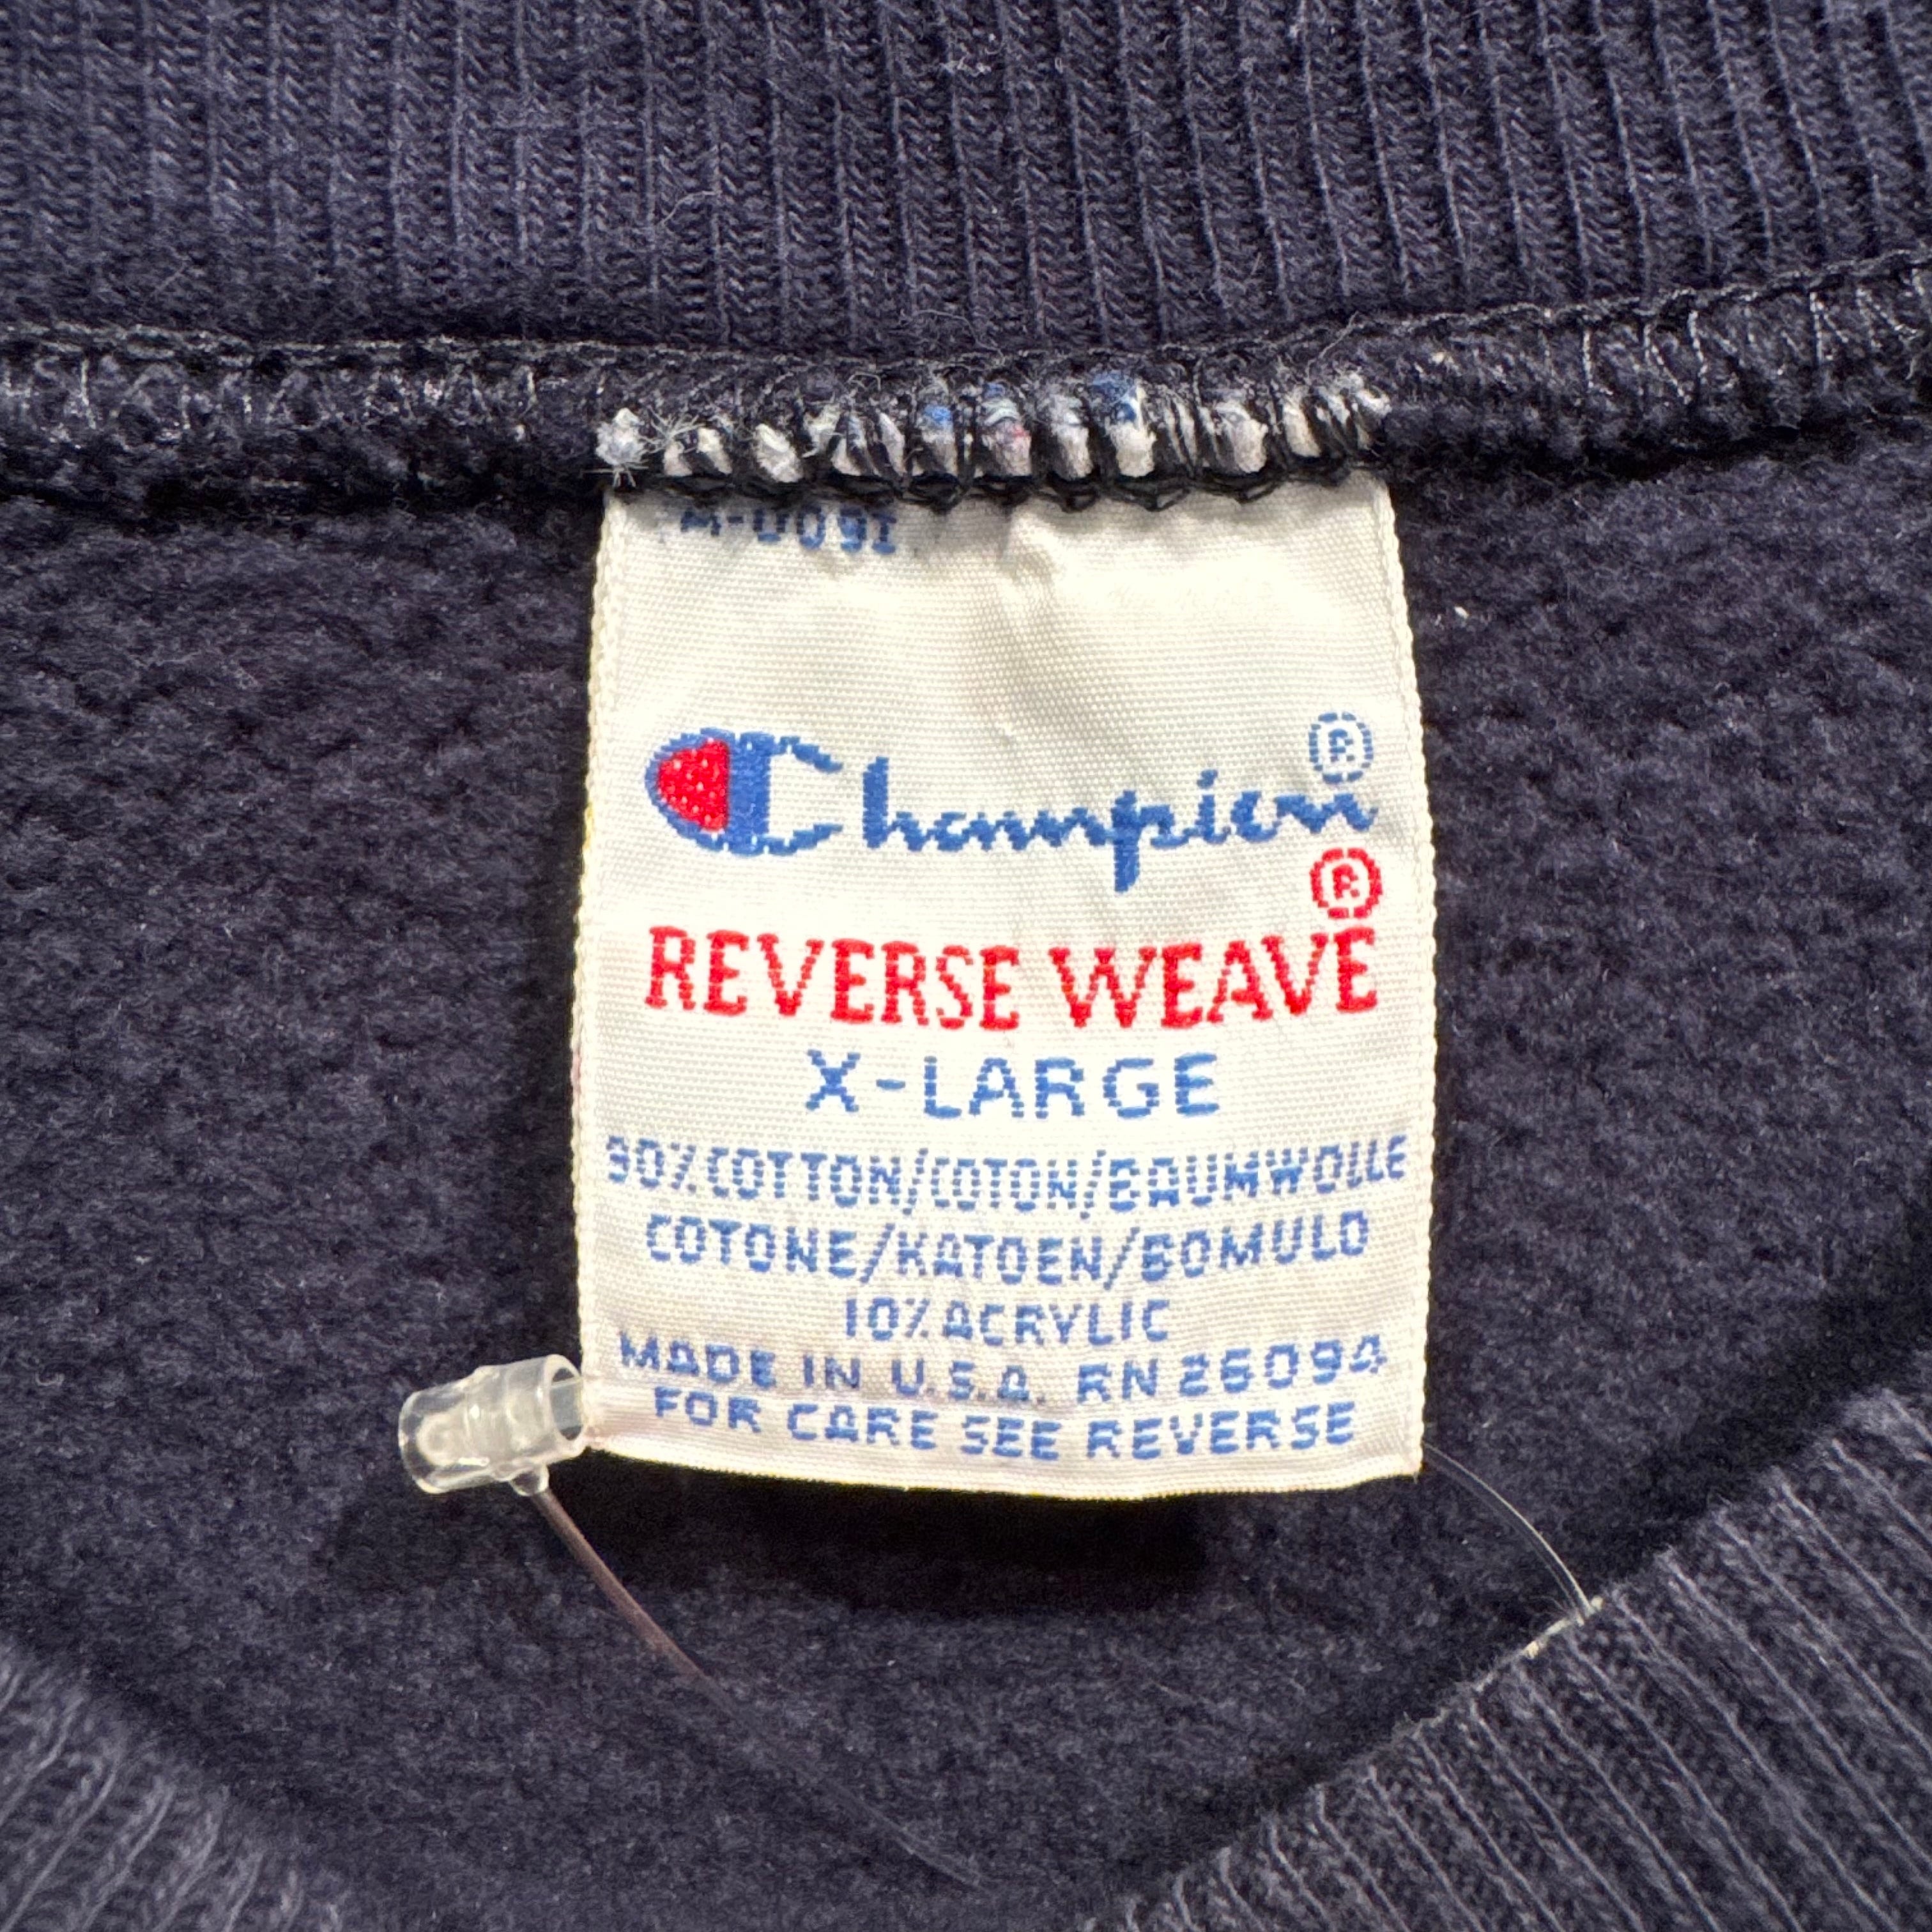 M-0091
Champion®
®
REVERSE WEAVE
X-LARGE
90% COTTON/COTON/BAUMWOLLE
COTONE/KATOEN/BOMULD
10% ACRYLIC
MADE IN U.S.A. RN 26094
FOR CARE SEE REVERSE